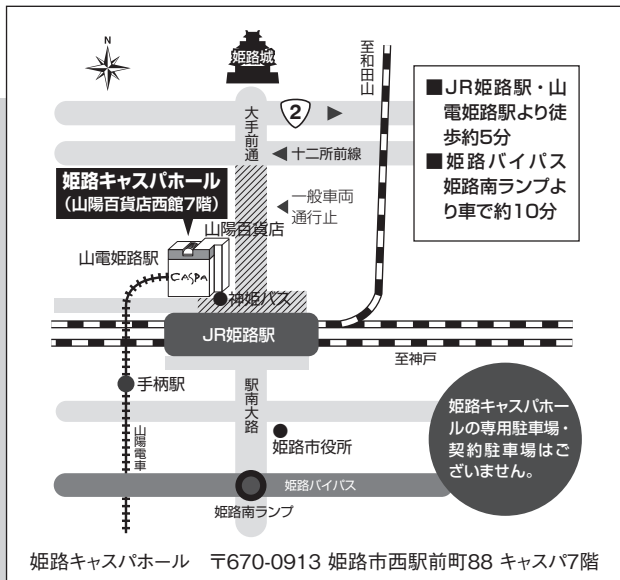 N
姫路城
至和田山
■JR姫路駅・山
電姫路駅より徒
歩約5分
■姫路バイパス
姫路南ランプよ
り車で約10分
2
大手前通
十二所前線
姫路キャスパホール
(山陽百貨店西館7階)
一般車両
通行止
山陽百貨店
山電姫路駅
CASPA
神姫バス
JR姫路駅
至神戸
手柄駅
駅南大路
山陽電車
姫路市役所
姫路キャスパホー
ルの専用駐車場・
契約駐車場はご
ざいません。
姫路バイパス
姫路南ランプ
姫路キャスパホール 〒670-0913 姫路市西駅前町88 キャスパ7階